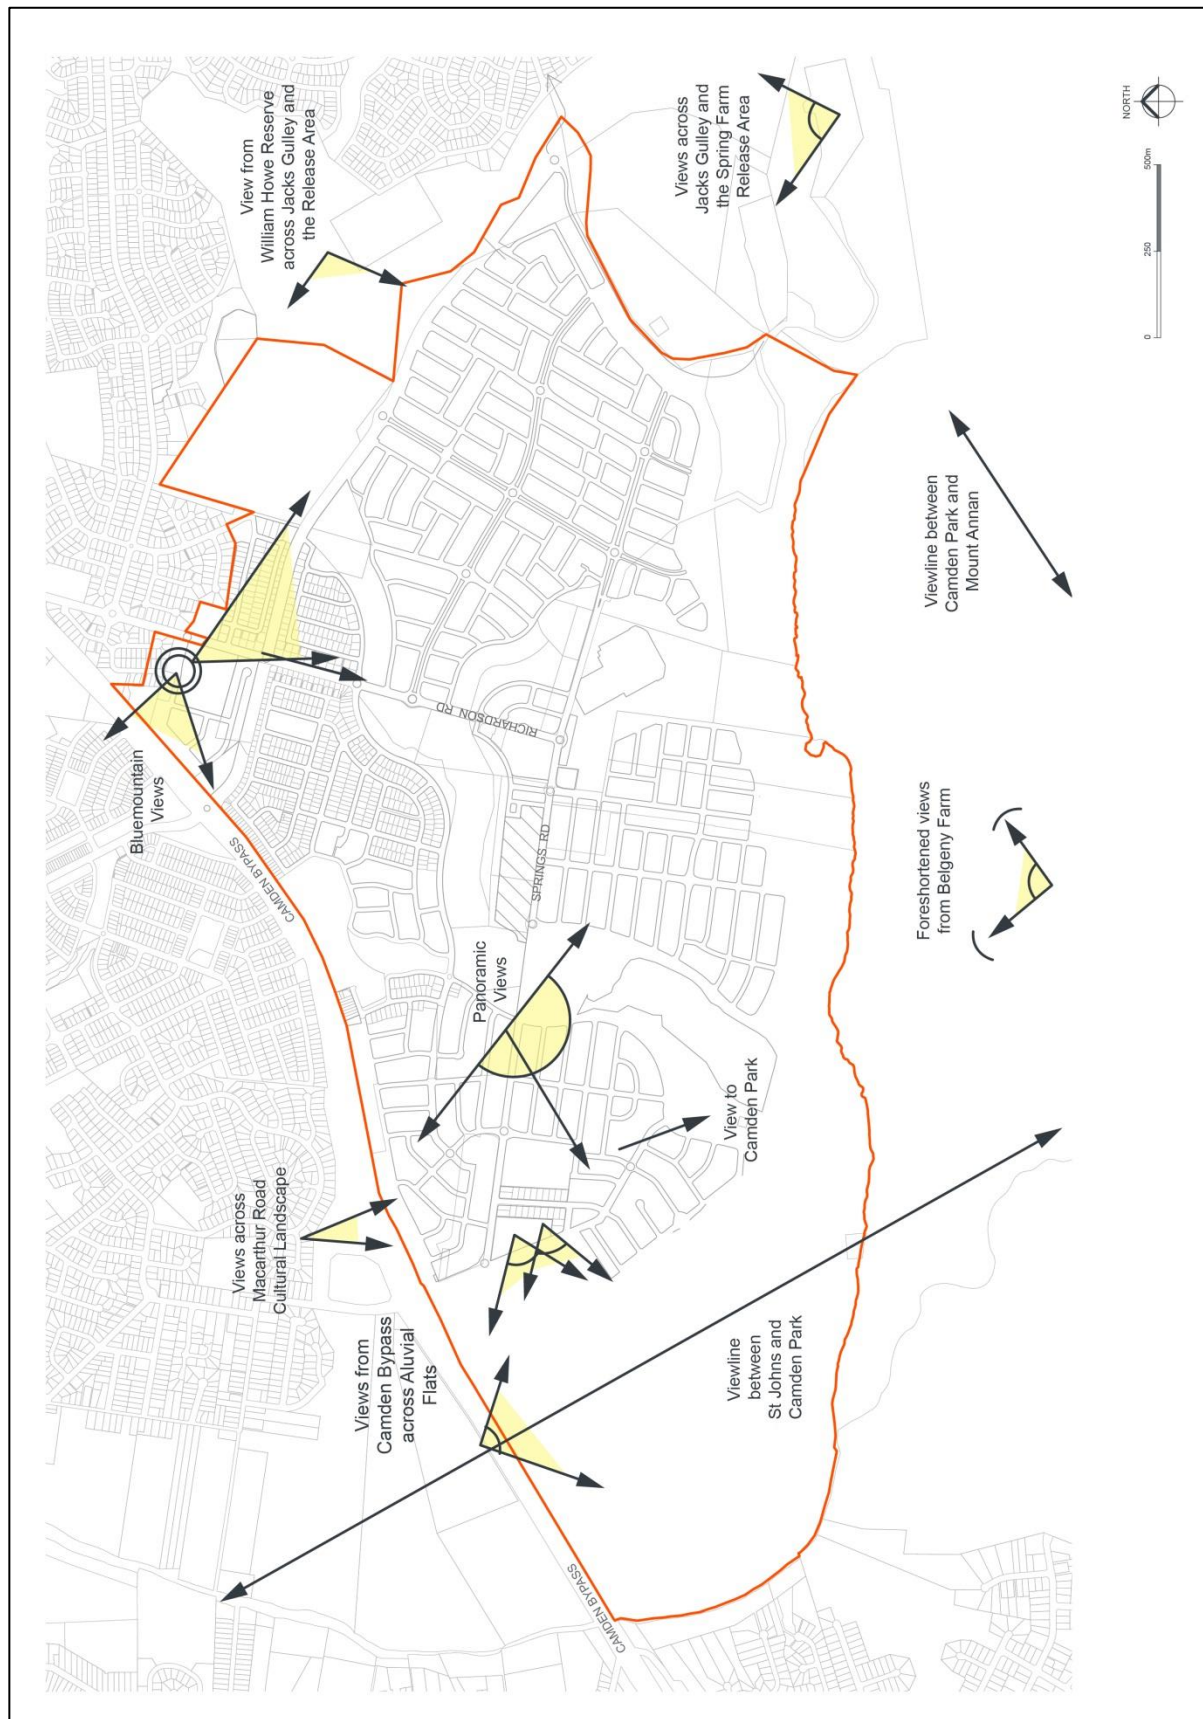 View from
William Howe Reserve
across Jacks Gulley and
the Release Area
Views across
Jacks Gulley and
the Spring Farm
Release Area
NORTH
0
250
500m
Bluemountain
Views
CAMDEN BYPASS
RICHARDSON RD
SPRINGS RD
Panoramic
Views
Viewline between
Camden Park and
Mount Annan
Foreshortened views
from Belgeny Farm
Views across
Macarthur Road
Cultural Landscape
View to
Camden Park
Views from
Camden Bypass
across Aluvial
Flats
Viewline
between
St Johns and
Camden Park
CAMDEN BYPASS